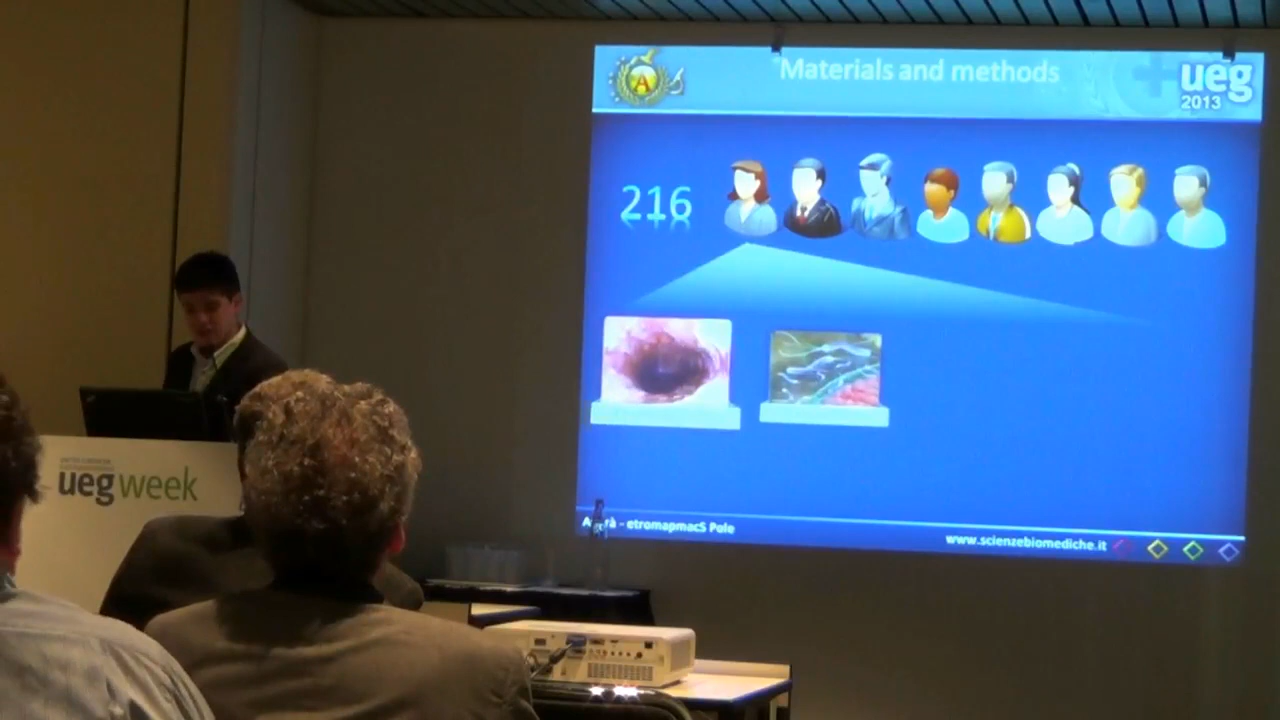 Materials and methods
A
ueg
2013
216
ueg week
etromapmacS Pole
www.scienzebiomediche.it